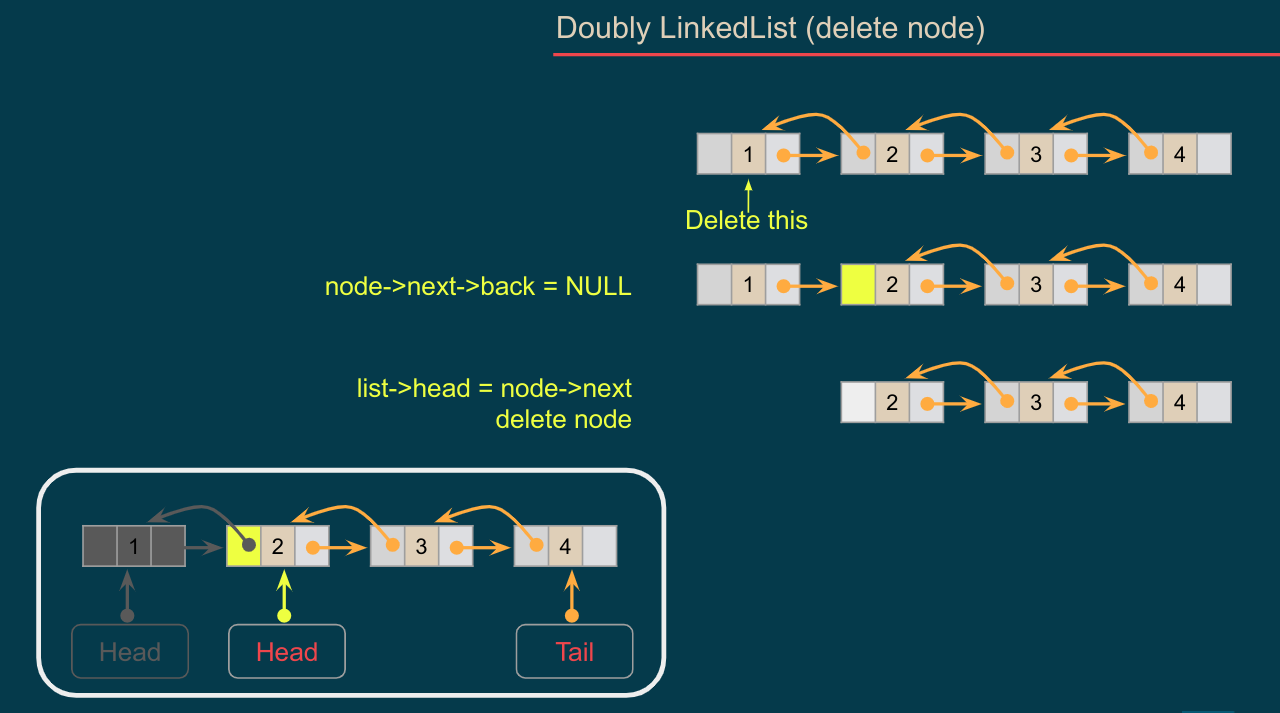 Doubly LinkedList (delete node)
1 2 3 4
Delete this
node->next->back = NULL
1 2 3 4
list->head = node->next
delete node
2 3 4
1 2 3 4
Head Head Tail